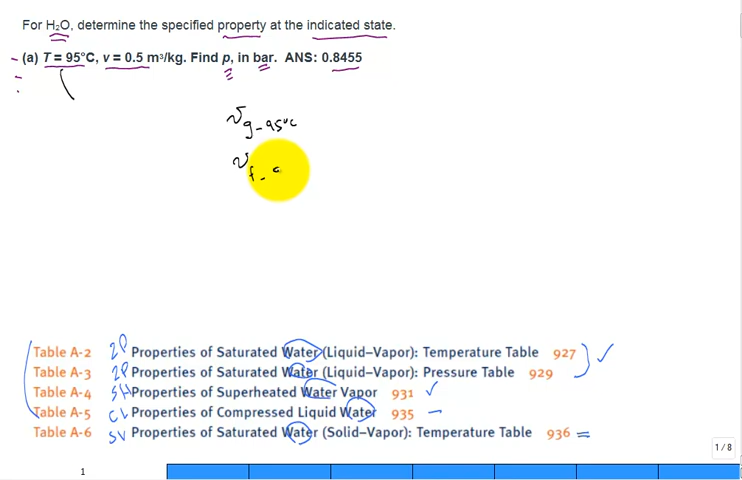 For H₂O, determine the specified property at the indicated state.
(a) T = 95°C, v = 0.5 m³/kg. Find p, in bar. ANS: 0.8455
v g-95°C
v f-
Table A-2 2P Properties of Saturated Water (Liquid–Vapor): Temperature Table 927
Table A-3 2P Properties of Saturated Water (Liquid–Vapor): Pressure Table 929
Table A-4 SH Properties of Superheated Water Vapor 931
Table A-5 CL Properties of Compressed Liquid Water 935
Table A-6 SV Properties of Saturated Water (Solid–Vapor): Temperature Table 936
1 / 8
1